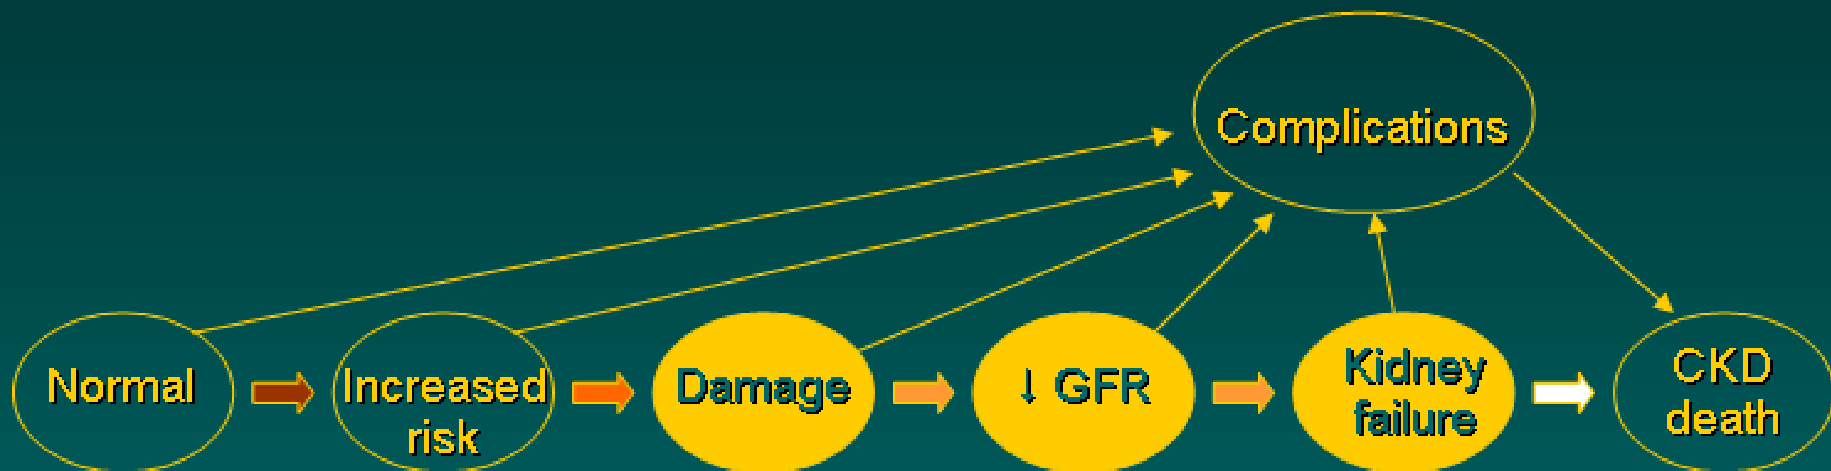 Complications
Normal
Increased
risk
Damage
↓ GFR
Kidney
failure
CKD
death